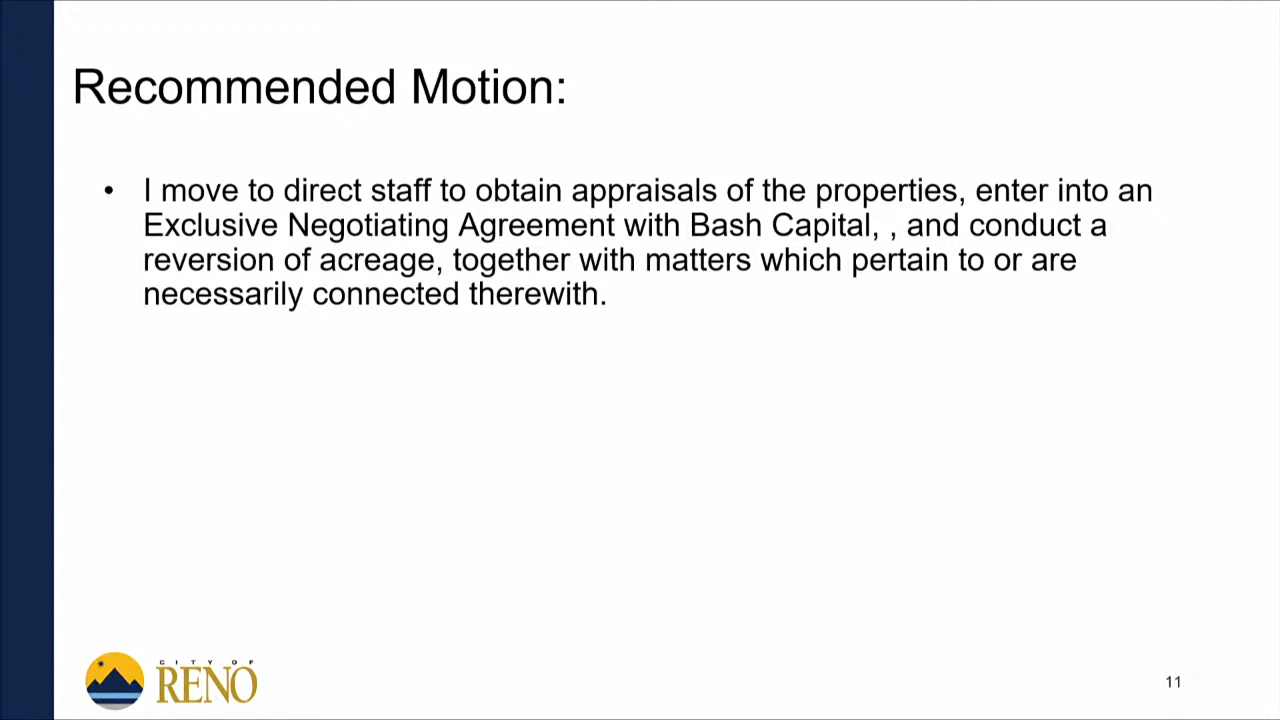 Recommended Motion:
• I move to direct staff to obtain appraisals of the properties, enter into an
Exclusive Negotiating Agreement with Bash Capital, , and conduct a
reversion of acreage, together with matters which pertain to or are
necessarily connected therewith.
CITY OF
RENO
11